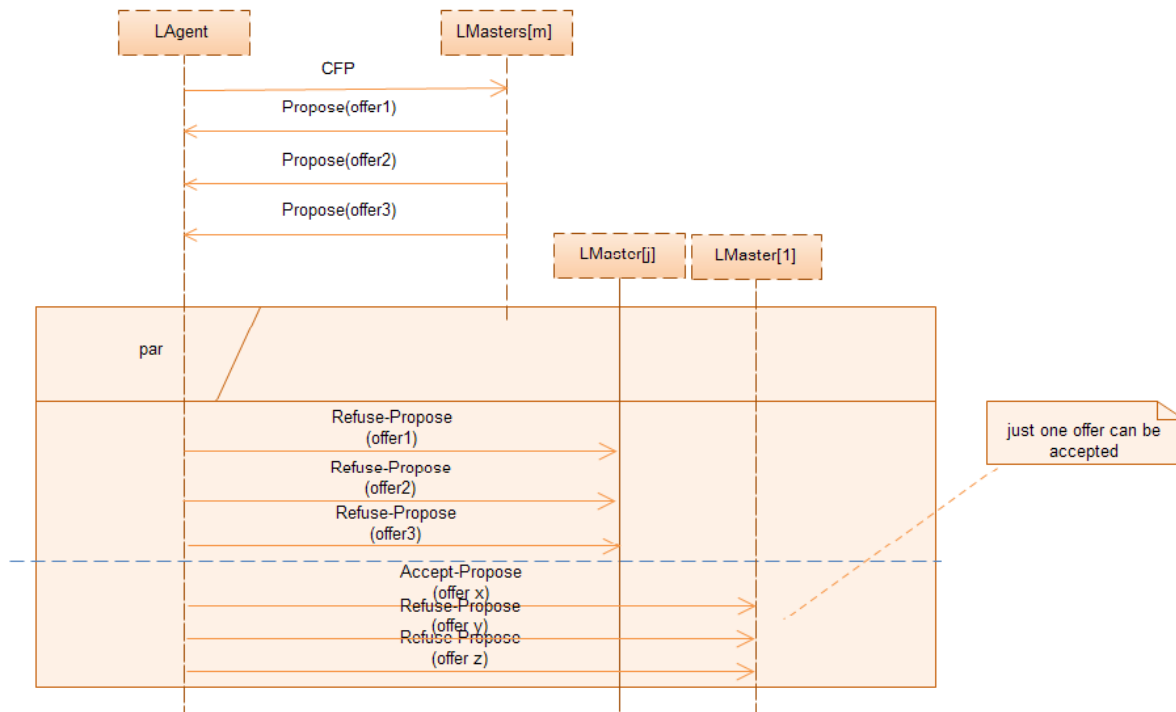 LAgent
LMasters[m]
CFP
Propose(offer1)
Propose(offer2)
Propose(offer3)
LMaster[j]
LMaster[1]
par
Refuse-Propose
(offer1)
Refuse-Propose
(offer2)
Refuse-Propose
(offer3)
Accept-Propose
(offer x)
Refuse-Propose
(offer y)
Refuse-Propose
(offer z)
just one offer can be
accepted